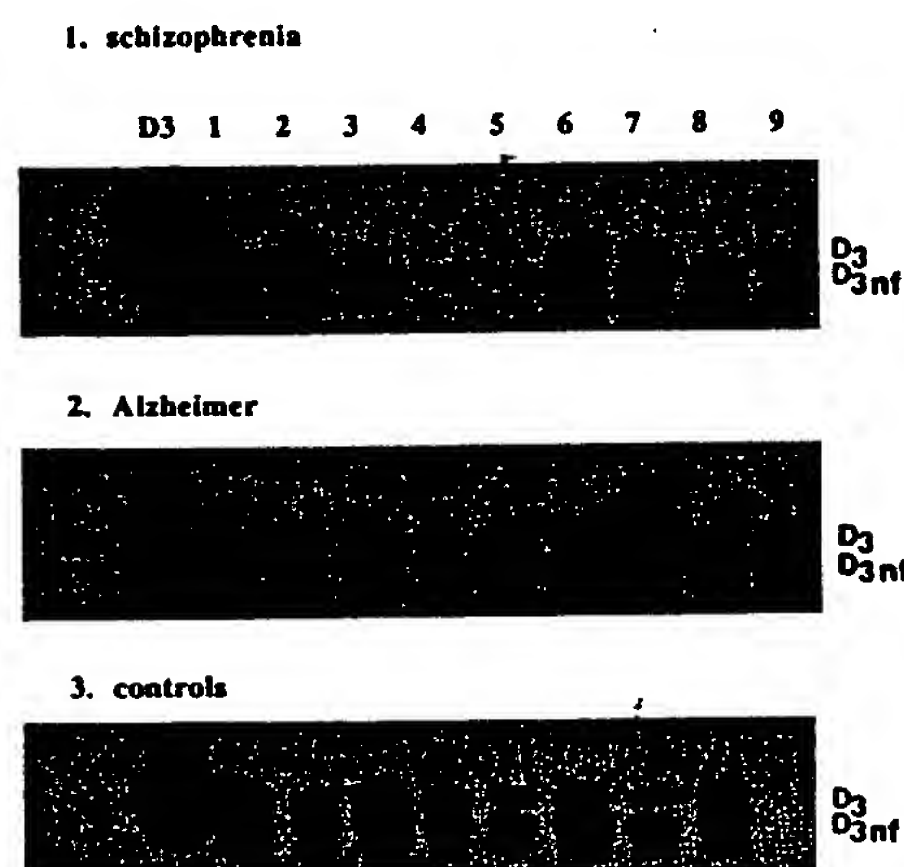 1. schizophrenia
D3 1 2 3 4 5 6 7 8 9
D3
D3nf
2. Alzheimer
D3
D3nf
3. controls
D3
D3nf